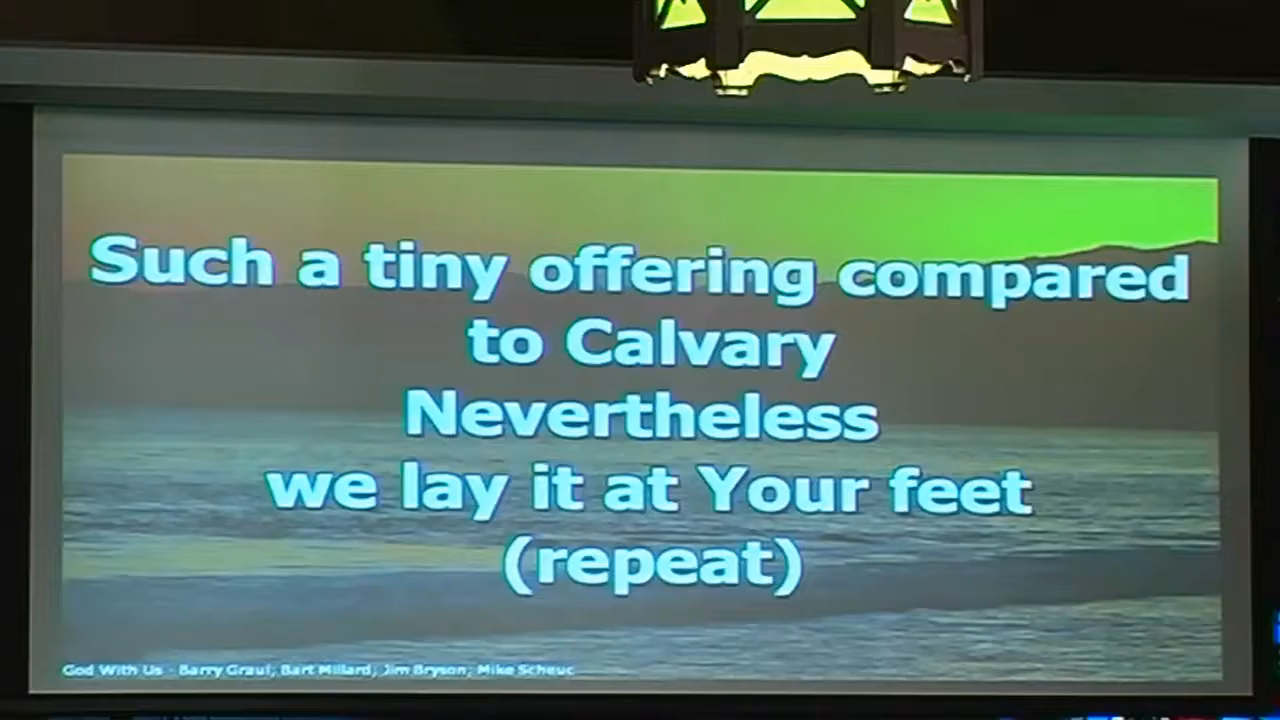 Such a tiny offering compared
to Calvary
Nevertheless
we lay it at Your feet
(repeat)
God With Us - Barry Graul, Bart Millard, Jim Bryson, Mike Scheuc